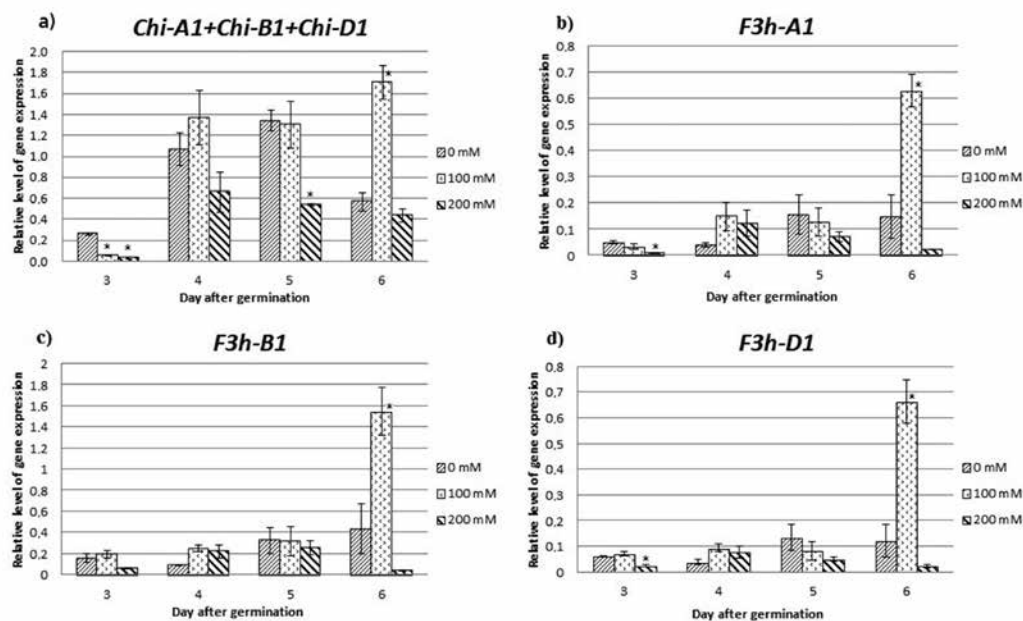 a)
Chi-A1+Chi-B1+Chi-D1
Relative level of gene expression
2.0
1.8
1.6
1.4
1.2
1.0
0.8
0.6
0.4
0.2
0.0
*
*
*
*
3 4 5 6
Day after germination
0 mM
100 mM
200 mM
b)
F3h-A1
Relative level of gene expression
0,8
0,7
0,6
0,5
0,4
0,3
0,2
0,1
0
*
*
3 4 5 6
Day after germination
0 mM
100 mM
200 mM
c)
F3h-B1
Relative level of gene expression
2
1.8
1.6
1.4
1.2
1
0.8
0.6
0.4
0.2
0
*
3 4 5 6
Day after germination
0 mM
100 mM
200 mM
d)
F3h-D1
Relative level of gene expression
0,8
0,7
0,6
0,5
0,4
0,3
0,2
0,1
0
*
*
3 4 5 6
Day after germination
0 mM
100 mM
200 mM